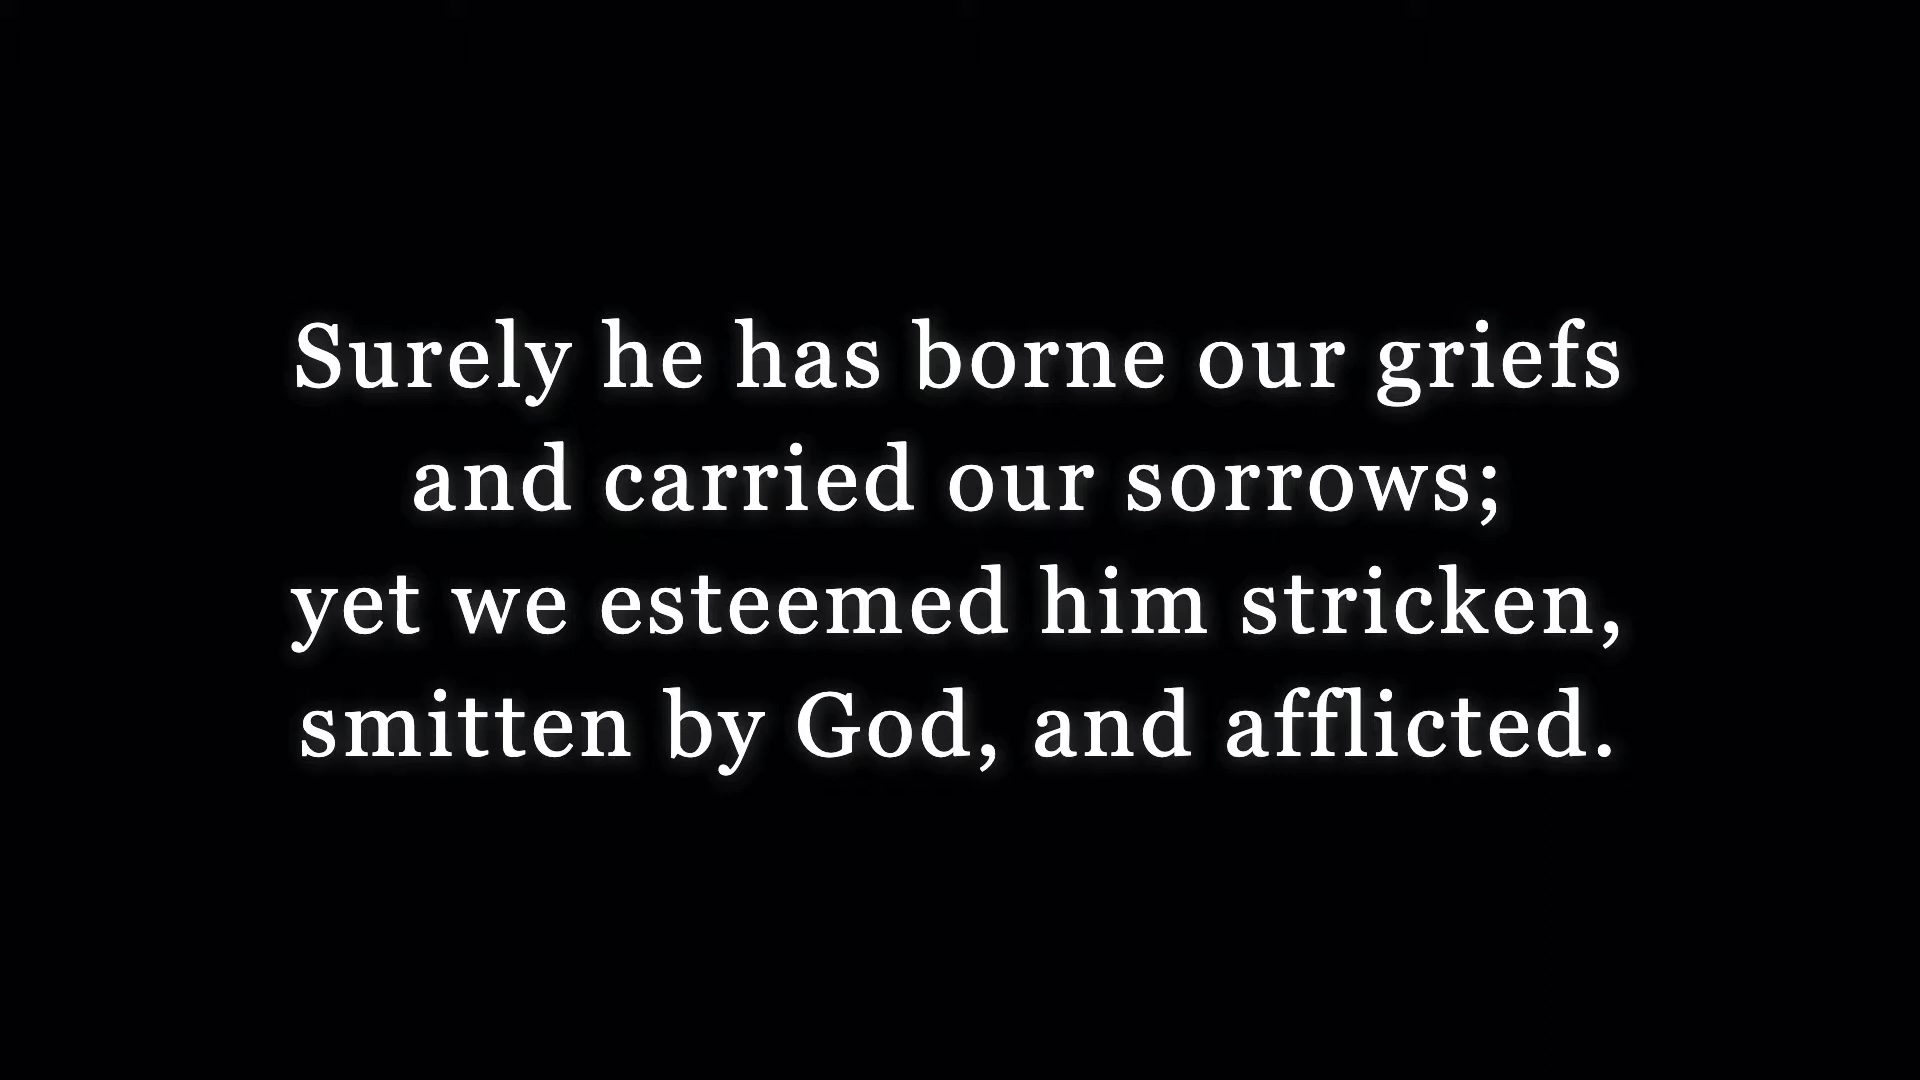 Surely he has borne our griefs
and carried our sorrows;
yet we esteemed him stricken,
smitten by God, and afflicted.